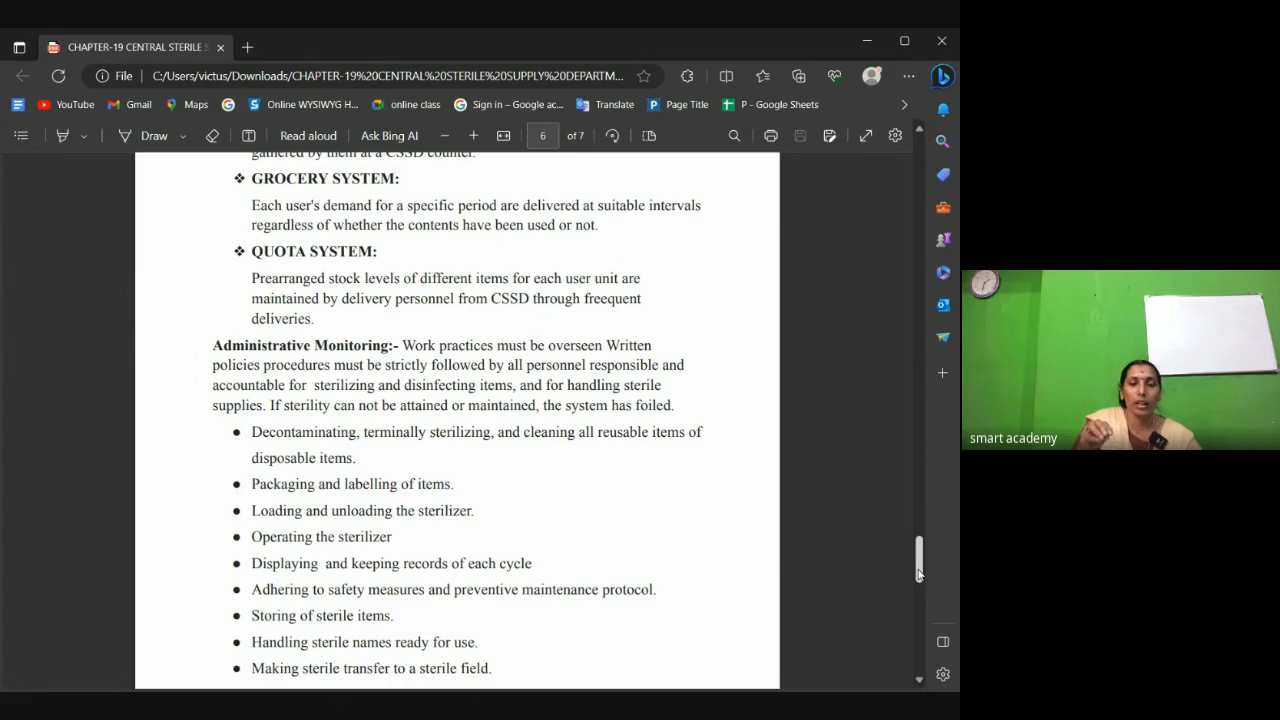 CHAPTER-19 CENTRAL STERILE S
File
C:/Users/victus/Downloads/CHAPTER-19%20CENTRAL%20STERILE%20SUPPLY%20DEPARTM...
YouTube Gmail Maps Online WYSIWYG H... online class Sign in – Google ac... Translate Page Title P - Google Sheets
Draw Read aloud Ask Bing AI 6 of 7
gathered by them at a CSSD counter.
❖ GROCERY SYSTEM:
Each user's demand for a specific period are delivered at suitable intervals
regardless of whether the contents have been used or not.
❖ QUOTA SYSTEM:
Prearranged stock levels of different items for each user unit are
maintained by delivery personnel from CSSD through freequent
deliveries.
Administrative Monitoring:- Work practices must be overseen Written
policies procedures must be strictly followed by all personnel responsible and
accountable for sterilizing and disinfecting items, and for handling sterile
supplies. If sterility can not be attained or maintained, the system has foiled.
● Decontaminating, terminally sterilizing, and cleaning all reusable items of
disposable items.
● Packaging and labelling of items.
● Loading and unloading the sterilizer.
● Operating the sterilizer
● Displaying and keeping records of each cycle
● Adhering to safety measures and preventive maintenance protocol.
● Storing of sterile items.
● Handling sterile names ready for use.
● Making sterile transfer to a sterile field.
smart academy